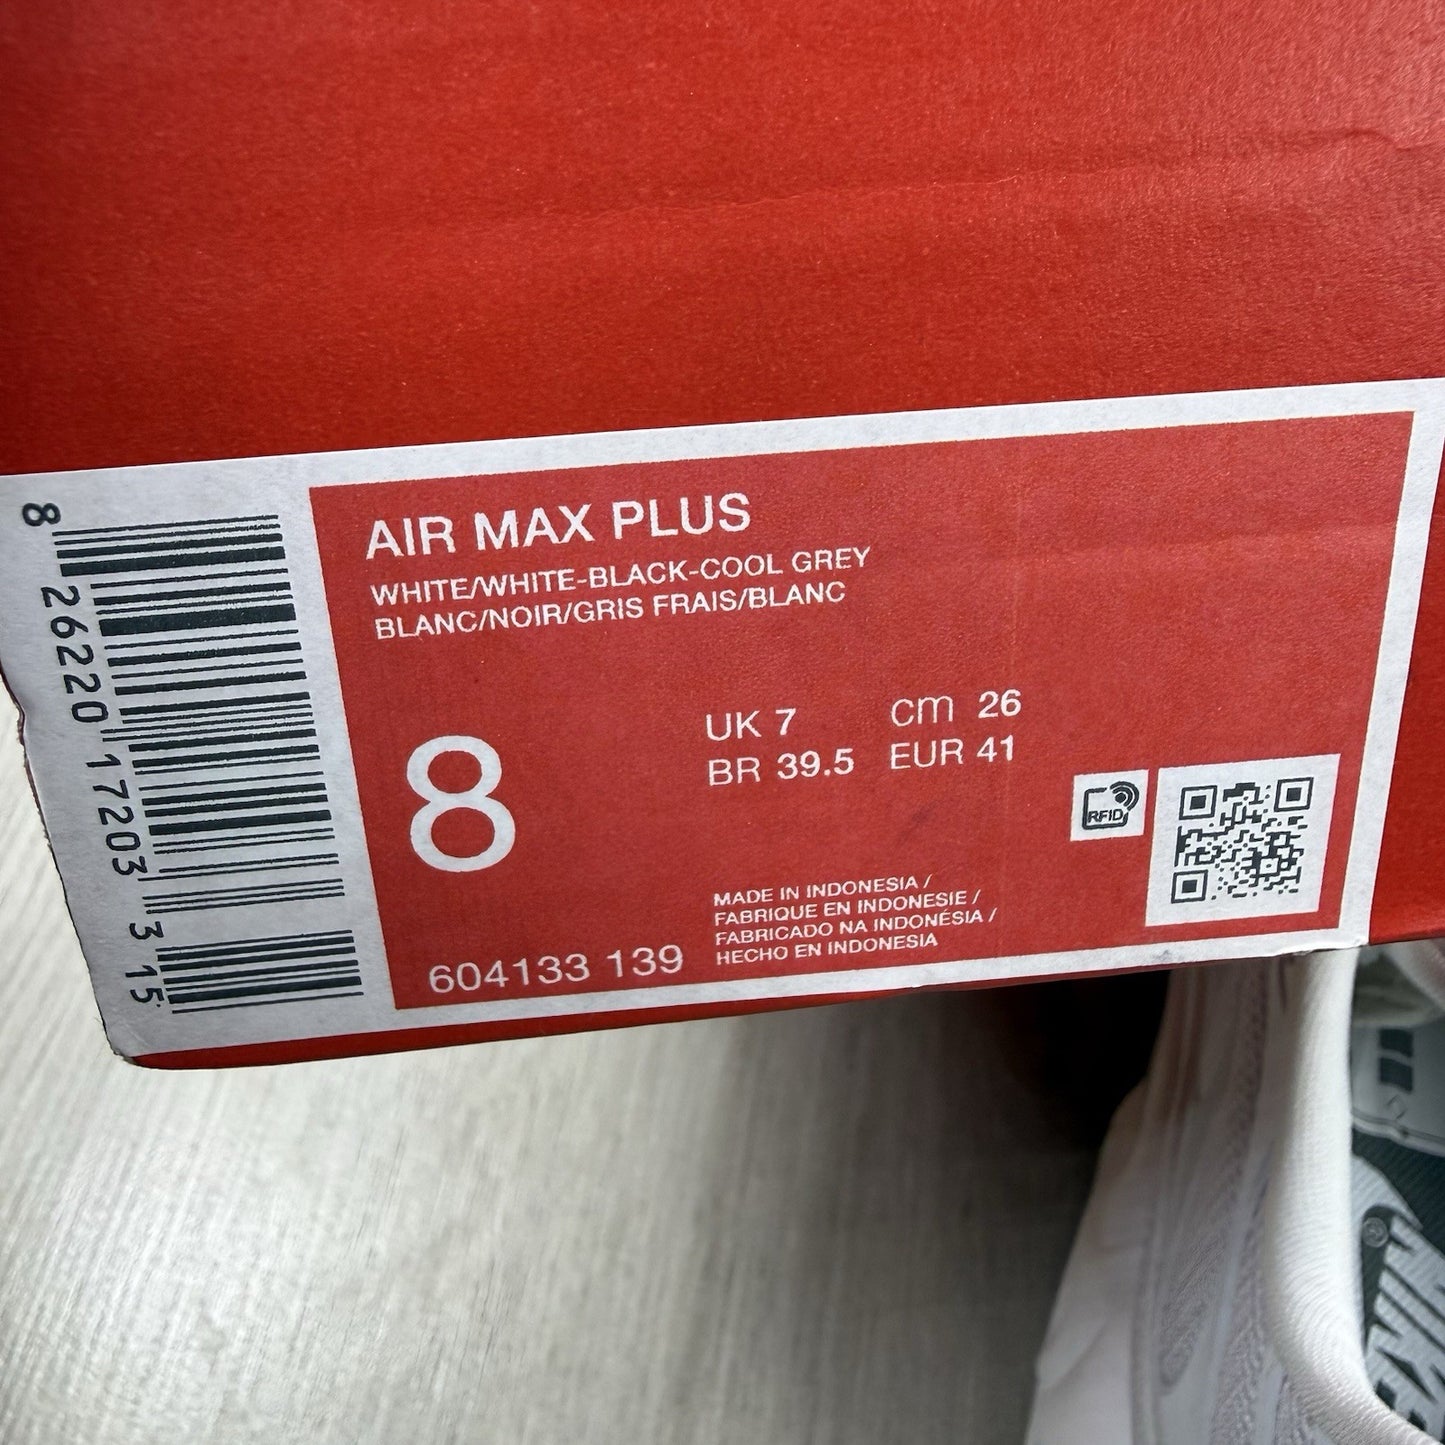 AIR MAX PLUS
WHITE/WHITE-BLACK-COOL GREY
BLANC/NOIR/GRIS FRAIS/BLANC
8
UK 7 cm 26
BR 39.5 EUR 41
RFID
MADE IN INDONESIA /
FABRIQUE EN INDONESIE /
FABRICADO NA INDONÉSIA /
HECHO EN INDONESIA
604133 139
8 26220 17203 3 15
NIKE